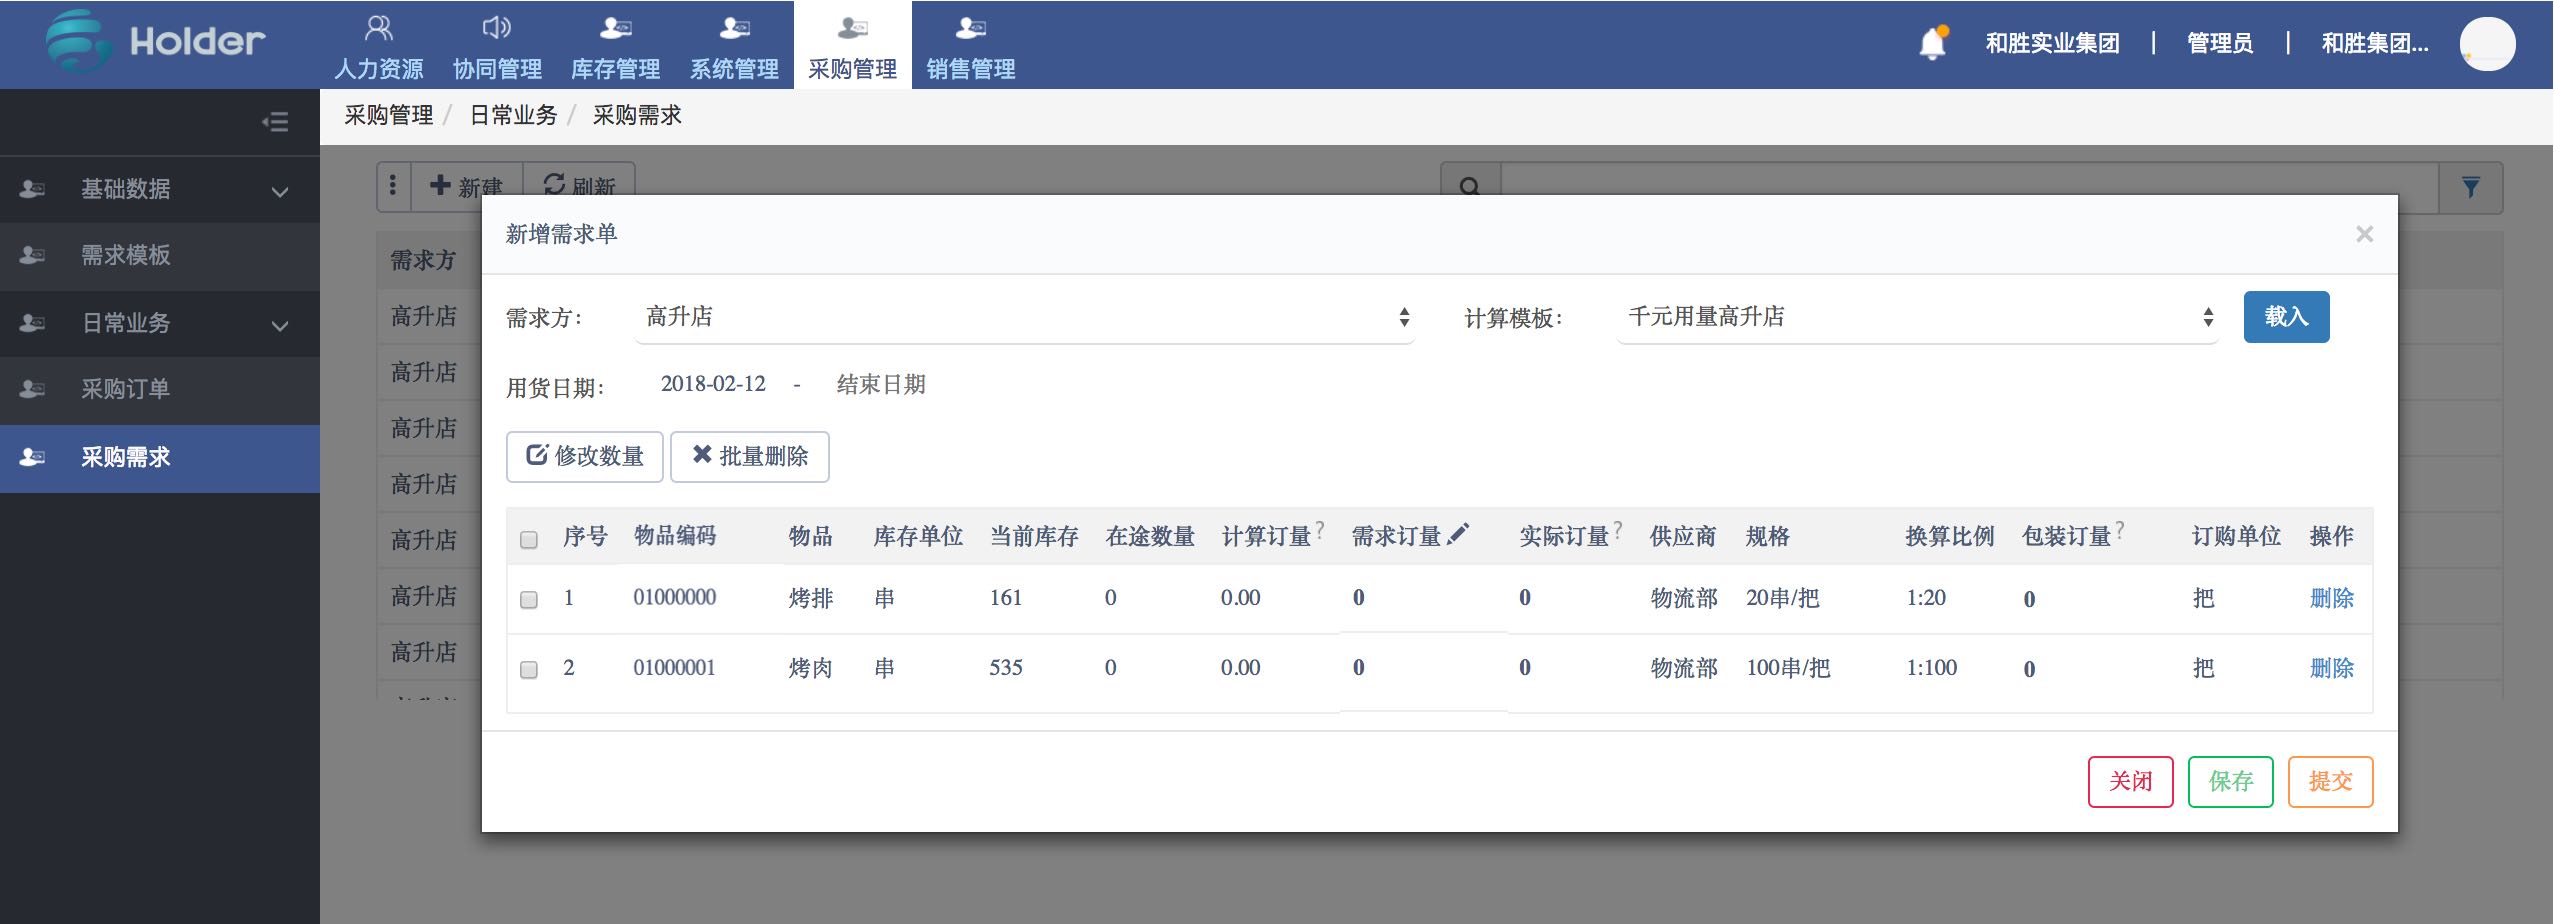 Holder
人力资源 协同管理 库存管理 系统管理 采购管理 销售管理
和胜实业集团 | 管理员 | 和胜集团...
采购管理 / 日常业务 / 采购需求
基础数据
需求模板
日常业务
采购订单
采购需求
新建 刷新
需求方
高升店
高升店
高升店
高升店
高升店
高升店
高升店
新增需求单 ×
需求方： 高升店 计算模板： 千元用量高升店 载入
用货日期： 2018-02-12 - 结束日期
修改数量 批量删除
序号 物品编码 物品 库存单位 当前库存 在途数量 计算订量? 需求订量 实际订量? 供应商 规格 换算比例 包装订量? 订购单位 操作
1 01000000 烤排 串 161 0 0.00 0 0 物流部 20串/把 1:20 0 把 删除
2 01000001 烤肉 串 535 0 0.00 0 0 物流部 100串/把 1:100 0 把 删除
关闭 保存 提交